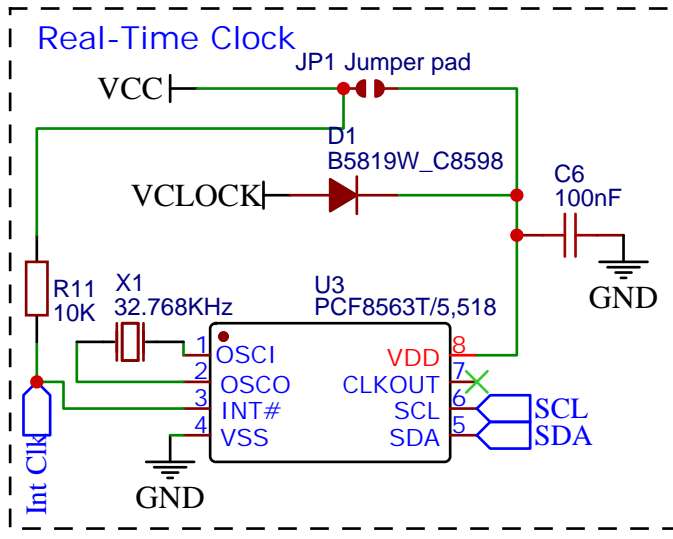 Real-Time Clock
JP1 Jumper pad
VCC
D1
B5819W_C8598
VCLOCK
C6
100nF
GND
R11
10K
X1
32.768KHz
U3
PCF8563T/5,518
1 OSCI
2 OSCO
3 INT#
4 VSS
VDD 8
CLKOUT 7
SCL 6
SDA 5
SCL
SDA
GND
Int Clk